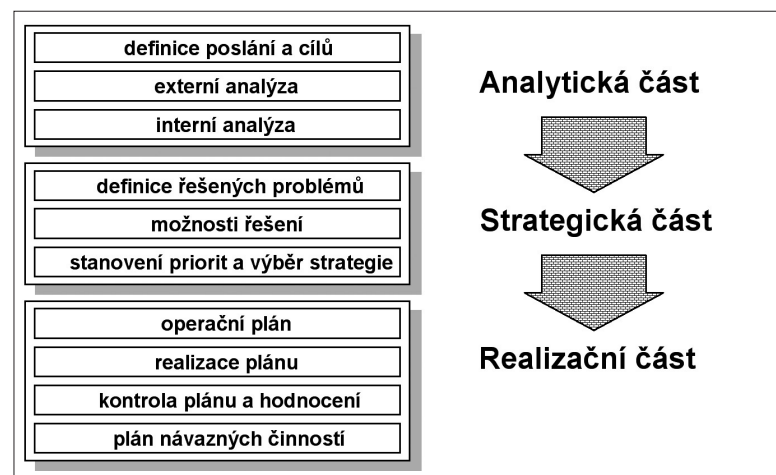 definice poslání a cílů
externí analýza
interní analýza
Analytická část
definice řešených problémů
možnosti řešení
stanovení priorit a výběr strategie
Strategická část
operační plán
realizace plánu
kontrola plánu a hodnocení
plán návazných činností
Realizační část